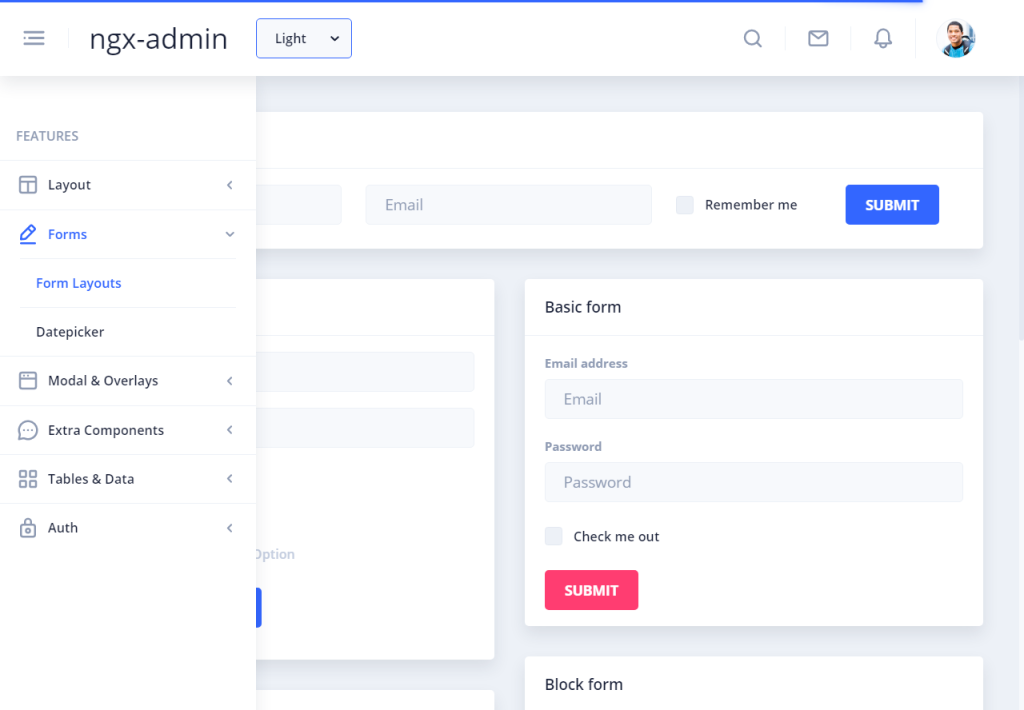 ngx-admin
Light
FEATURES
Layout
Forms
Form Layouts
Datepicker
Modal & Overlays
Extra Components
Tables & Data
Auth
Email
Remember me
SUBMIT
Option
Basic form
Email address
Email
Password
Password
Check me out
SUBMIT
Block form